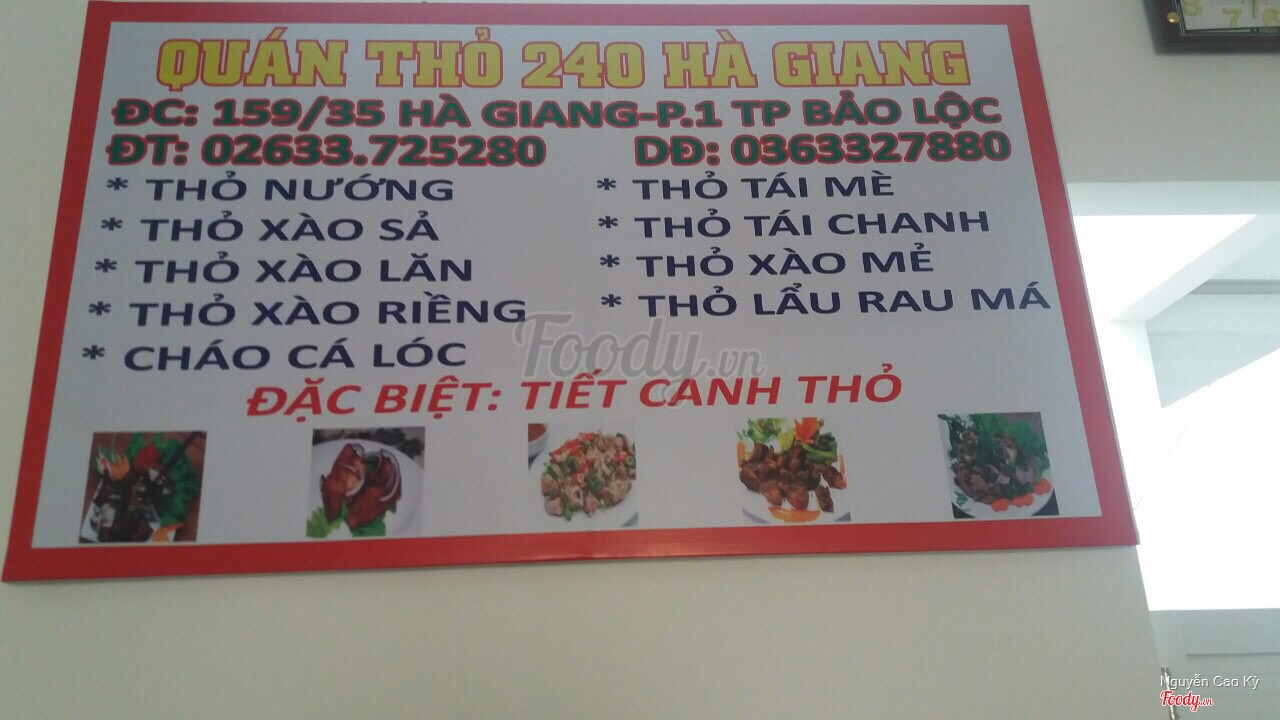 QUÁN THỎ 240 HÀ GIANG
ĐC: 159/35 HÀ GIANG-P.1 TP BẢO LỘC
ĐT: 02633.725280 DĐ: 0363327880
* THỎ NƯỚNG
* THỎ XÀO SẢ
* THỎ XÀO LĂN
* THỎ XÀO RIỀNG
* CHÁO CÁ LÓC
* THỎ TÁI MÈ
* THỎ TÁI CHANH
* THỎ XÀO MẺ
* THỎ LẨU RAU MÁ
ĐẶC BIỆT: TIẾT CANH THỎ
Foody.vn
Nguyễn Cao Kỳ
Foody.vn